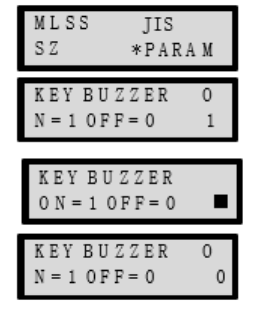 MLSS JIS
SZ *PARAM
KEY BUZZER 0
N=1 OFF=0 1
KEY BUZZER
ON=1 OFF=0 ■
KEY BUZZER 0
N=1 OFF=0 0